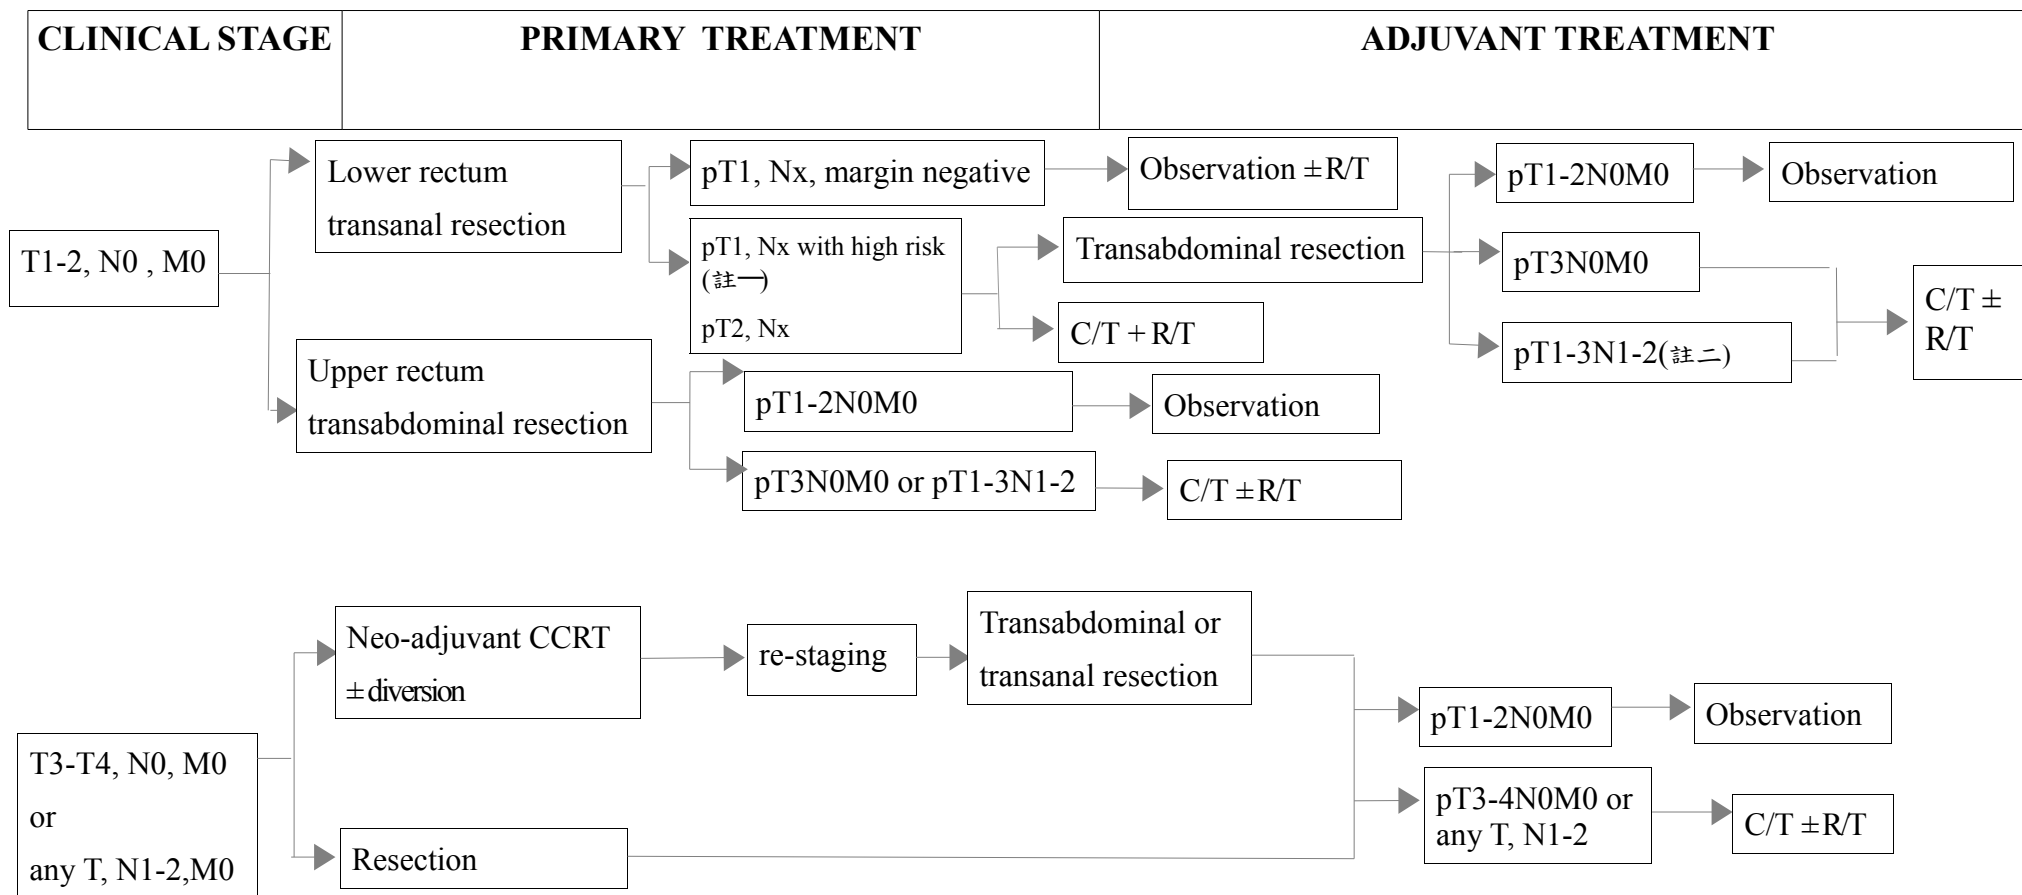 CLINICAL STAGE
PRIMARY TREATMENT
ADJUVANT TREATMENT
T1-2, N0 , M0
Lower rectum
transanal resection
pT1, Nx, margin negative
Observation ±R/T
pT1, Nx with high risk
(註一)
pT2, Nx
Transabdominal resection
C/T + R/T
pT1-2N0M0
Observation
pT3N0M0
pT1-3N1-2(註二)
C/T ±
R/T
Upper rectum
transabdominal resection
pT1-2N0M0
Observation
pT3N0M0 or pT1-3N1-2
C/T ±R/T
T3-T4, N0, M0
or
any T, N1-2,M0
Neo-adjuvant CCRT
±diversion
re-staging
Transabdominal or
transanal resection
Resection
pT1-2N0M0
Observation
pT3-4N0M0 or
any T, N1-2
C/T ±R/T